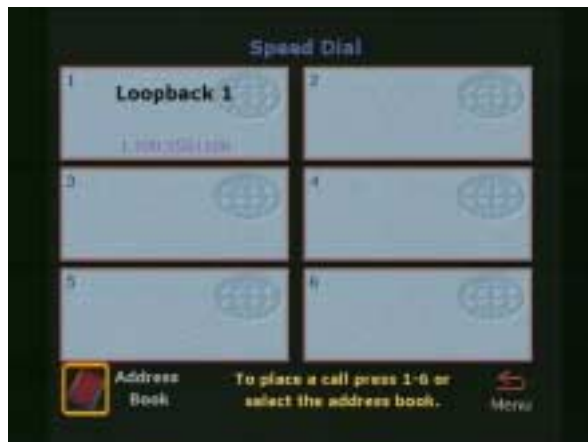 Speed Dial
1
Loopback 1
2
3
4
5
6
Address
Book
To place a call press 1-6 or
select the address book.
Menu